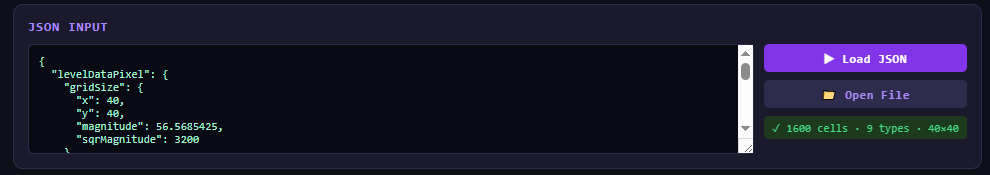 JSON INPUT
{
"levelDataPixel": {
"gridSize": {
"x": 40,
"y": 40,
"magnitude": 56.5685425,
"sqrMagnitude": 3200
}
▶ Load JSON
📂 Open File
✓ 1600 cells · 9 types · 40×40